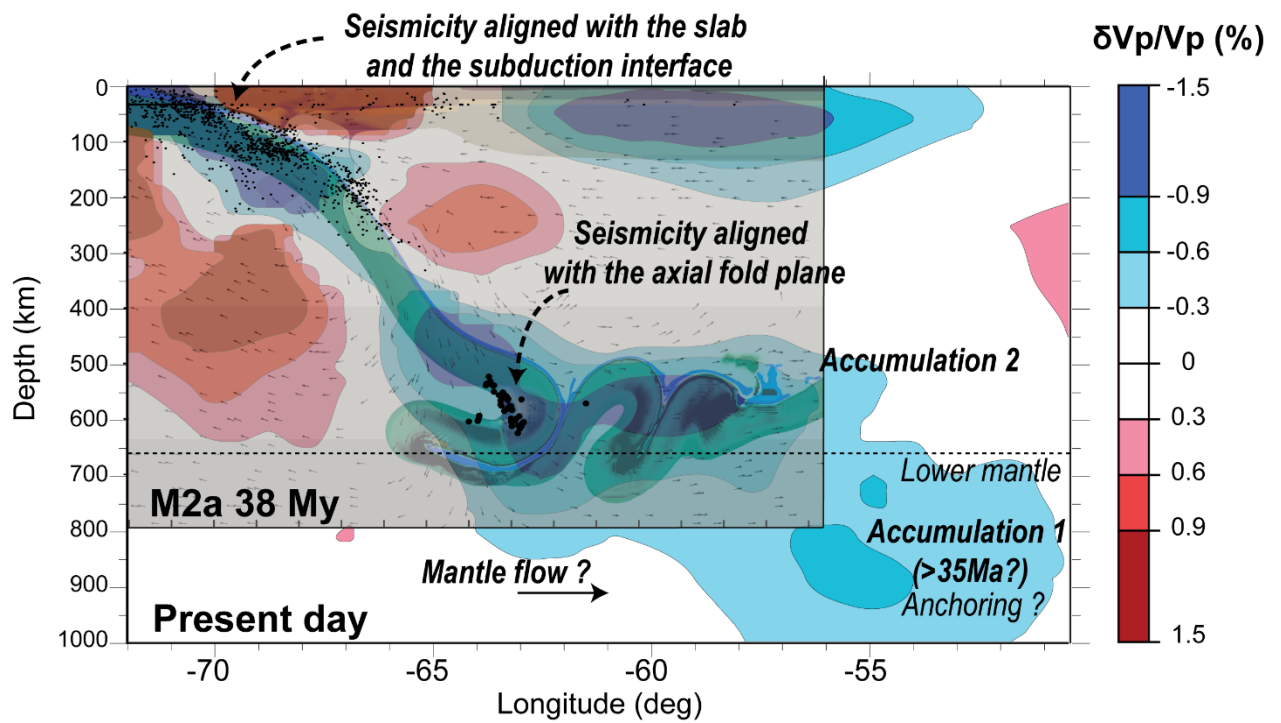 Seismicity aligned with the slab
and the subduction interface
δVp/Vp (%)
0
100
200
300
400
500
600
700
800
900
1000
Depth (km)
Seismicity aligned
with the axial fold plane
Accumulation 2
Lower mantle
M2a 38 My
Accumulation 1
(>35Ma?)
Anchoring ?
Mantle flow ?
Present day
-70
-65
-60
-55
Longitude (deg)
-1.5
-0.9
-0.6
-0.3
0
0.3
0.6
0.9
1.5